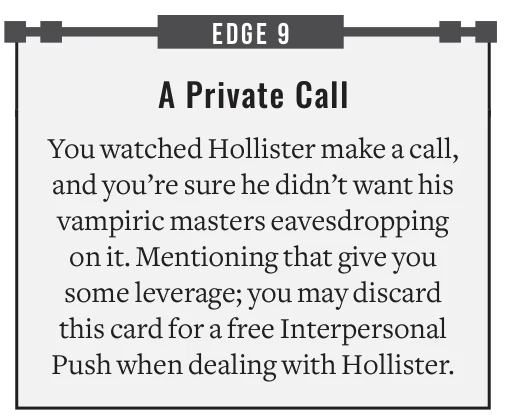 EDGE 9
A Private Call
You watched Hollister make a call,
and you’re sure he didn’t want his
vampiric masters eavesdropping
on it. Mentioning that give you
some leverage; you may discard
this card for a free Interpersonal
Push when dealing with Hollister.